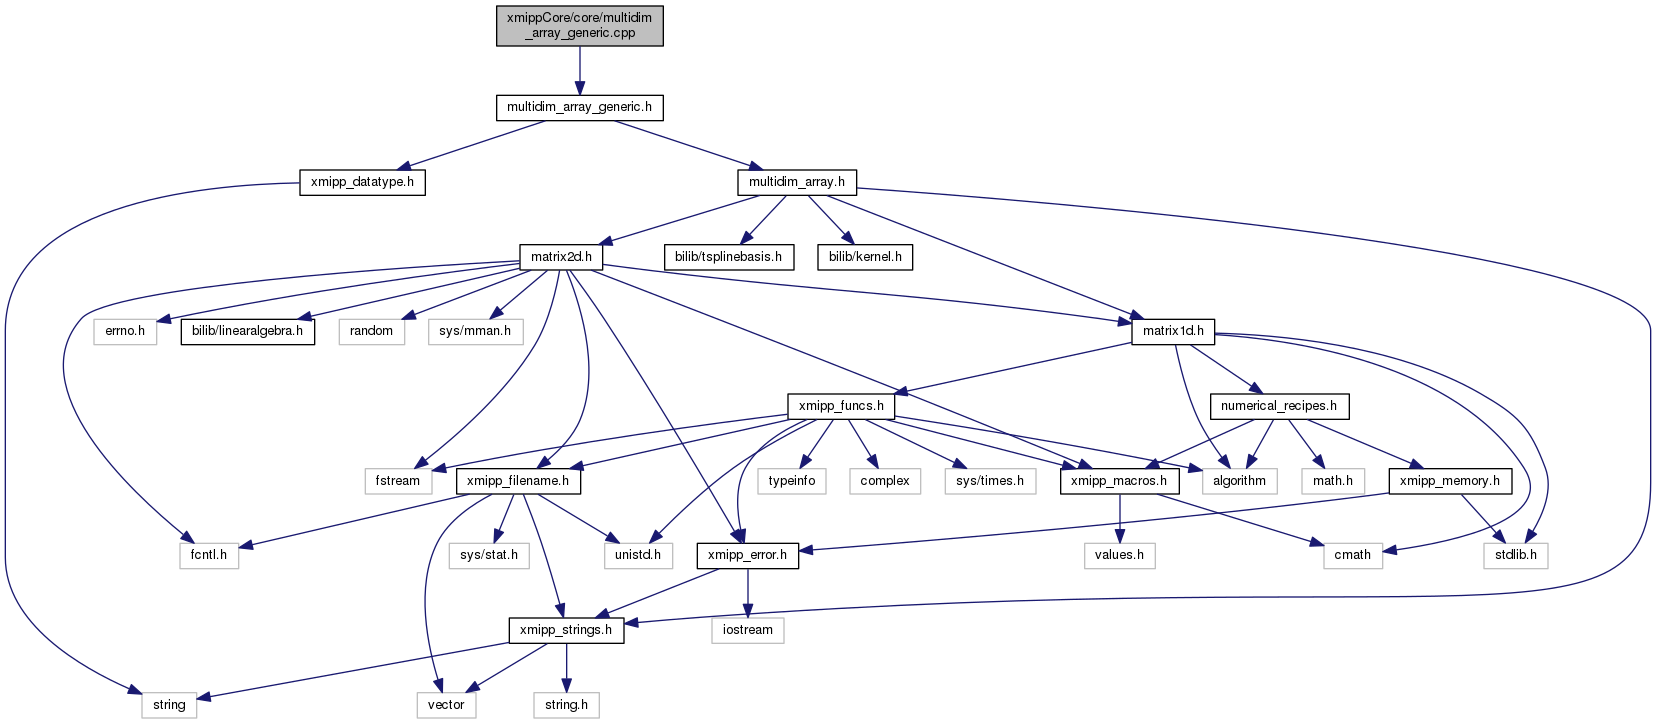 xmippCore/core/multidim
_array_generic.cpp
multidim_array_generic.h
xmipp_datatype.h
multidim_array.h
matrix2d.h
bilib/tsplinebasis.h
bilib/kernel.h
errno.h
bilib/linearalgebra.h
random
sys/mman.h
matrix1d.h
xmipp_funcs.h
numerical_recipes.h
fstream
xmipp_filename.h
typeinfo
complex
sys/times.h
xmipp_macros.h
algorithm
math.h
xmipp_memory.h
fcntl.h
sys/stat.h
unistd.h
xmipp_error.h
values.h
cmath
stdlib.h
xmipp_strings.h
iostream
string
vector
string.h